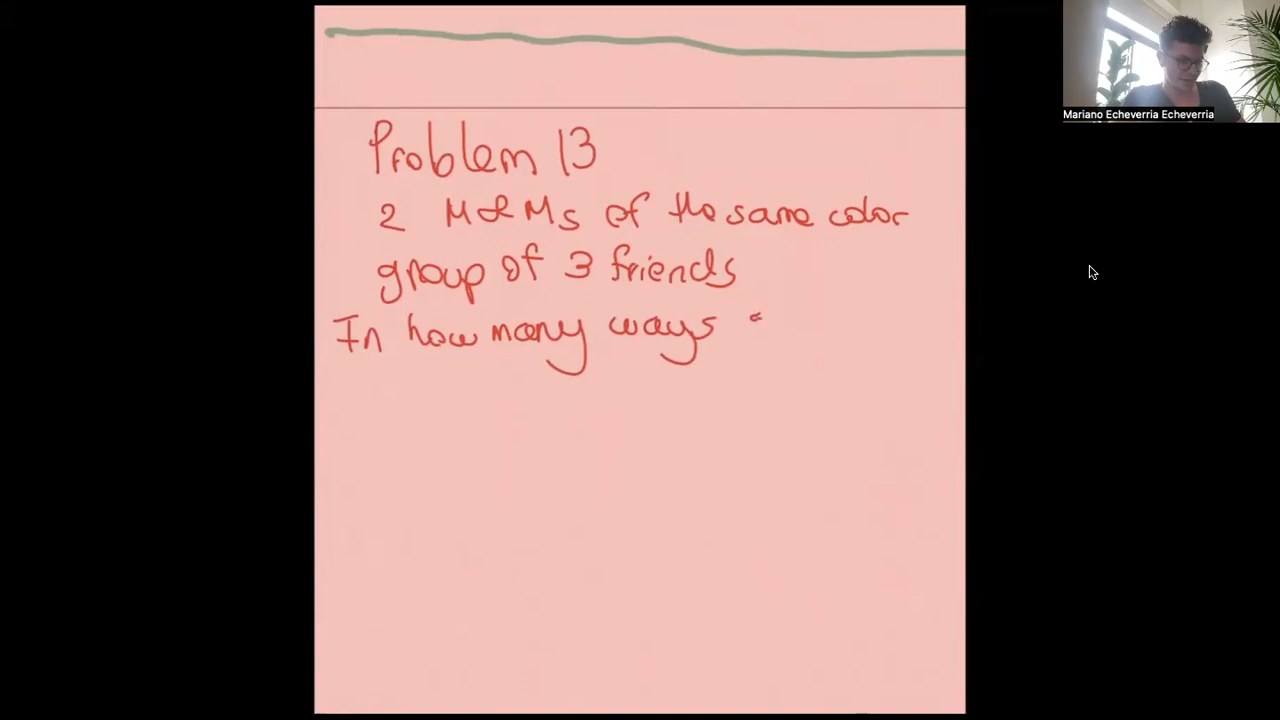 Mariano Echeverria Echeverria
Problem 13
2 M&Ms of the same color
group of 3 friends
In how many ways